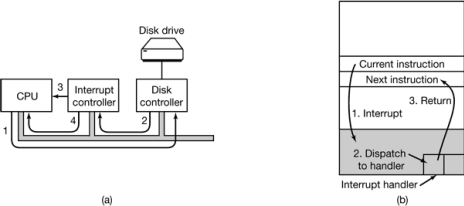 Disk drive
CPU
3
Interrupt
controller
Disk
controller
1
4
2
(a)
Current instruction
Next instruction
3. Return
1. Interrupt
2. Dispatch
to handler
Interrupt handler
(b)